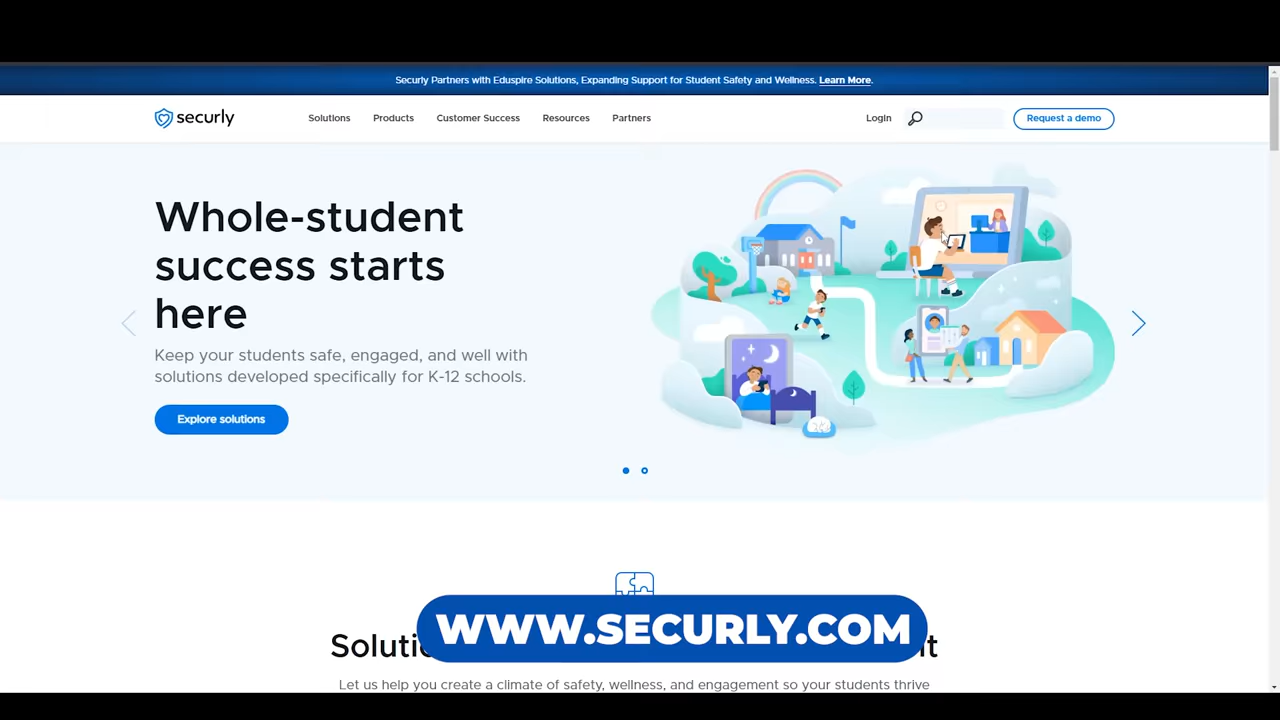 Securly Partners with Eduspire Solutions, Expanding Support for Student Safety and Wellness. Learn More.
securly
Solutions
Products
Customer Success
Resources
Partners
Login
Request a demo
Whole-student
success starts
here
Keep your students safe, engaged, and well with
solutions developed specifically for K-12 schools.
Explore solutions
WWW.SECURLY.COM
Let us help you create a climate of safety, wellness, and engagement so your students thrive